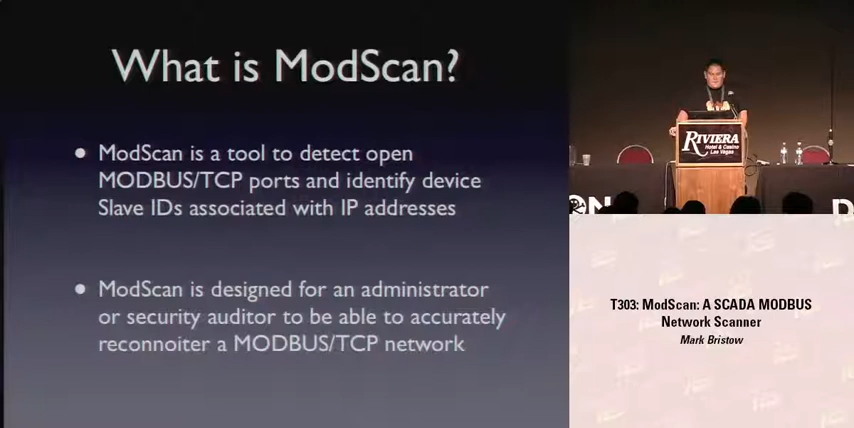 What is ModScan?
• ModScan is a tool to detect open
MODBUS/TCP ports and identify device
Slave IDs associated with IP addresses
• ModScan is designed for an administrator
or security auditor to be able to accurately
reconnoiter a MODBUS/TCP network
RIVIERA
Hotel & Casino
Las Vegas
T303: ModScan: A SCADA MODBUS
Network Scanner
Mark Bristow